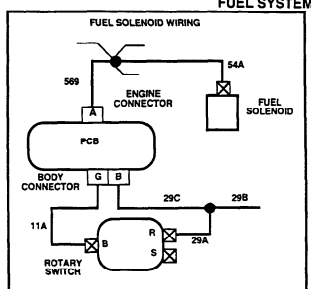 FUEL SYSTEM
FUEL SOLENOID WIRING
569
54A
ENGINE
CONNECTOR
A
FUEL
SOLENOID
PCB
BODY
CONNECTOR
G B
29C
29B
11A
B
R
29A
S
ROTARY
SWITCH